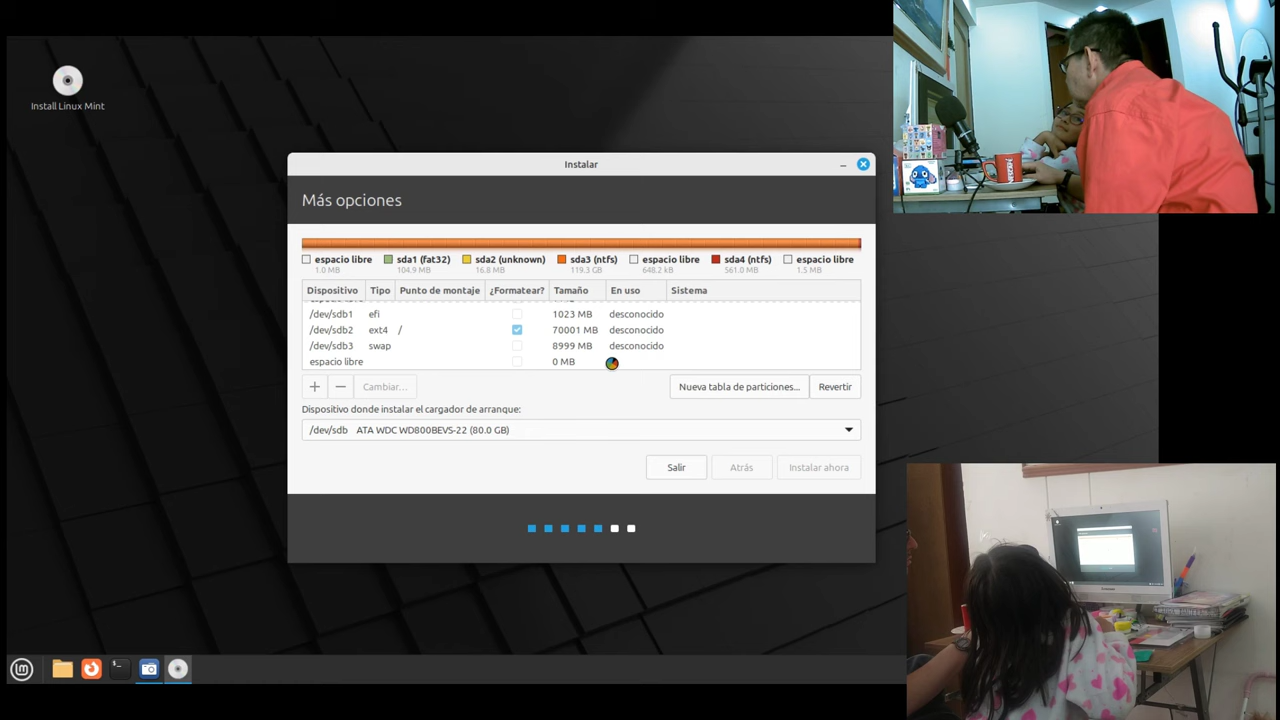 Install Linux Mint
Instalar
Más opciones
espacio libre sda1 (fat32) sda2 (unknown) sda3 (ntfs) espacio libre sda4 (ntfs) espacio libre
1.0 MB 104.9 MB 16.8 MB 119.3 GB 648.2 kB 561.0 MB 1.5 MB
Dispositivo Tipo Punto de montaje ¿Formatear? Tamaño En uso Sistema
/dev/sdb1 efi 1023 MB desconocido
/dev/sdb2 ext4 / 70001 MB desconocido
/dev/sdb3 swap 8999 MB desconocido
espacio libre 0 MB
+ − Cambiar... Nueva tabla de particiones... Revertir
Dispositivo donde instalar el cargador de arranque:
/dev/sdb ATA WDC WD800BEVS-22 (80.0 GB)
Salir Atrás Instalar ahora